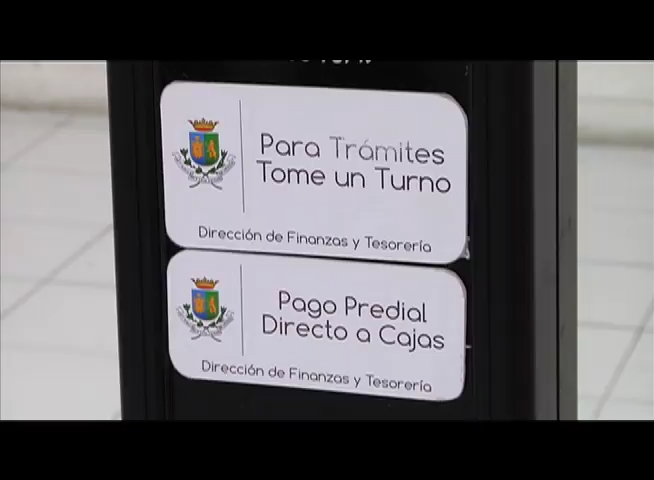 Para Trámites
Tome un Turno
Dirección de Finanzas y Tesorería
Pago Predial
Directo a Cajas
Dirección de Finanzas y Tesorería